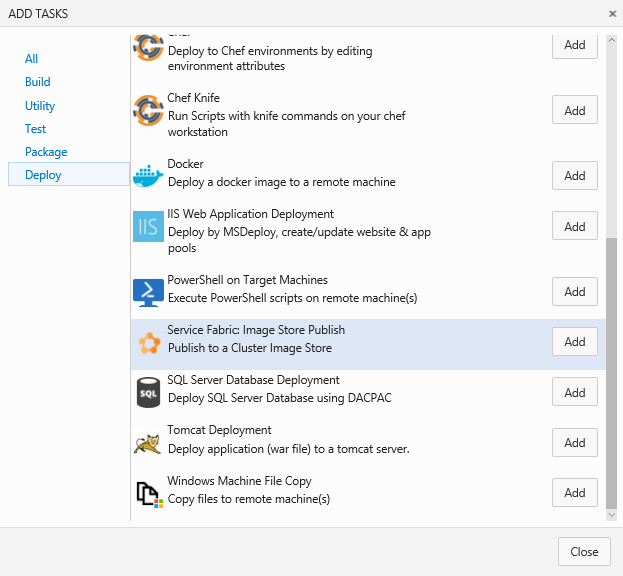 ADD TASKS
All
Build
Utility
Test
Package
Deploy
Chef
Deploy to Chef environments by editing
environment attributes
Add
Chef Knife
Run Scripts with knife commands on your chef
workstation
Add
Docker
Deploy a docker image to a remote machine
Add
IIS
IIS Web Application Deployment
Deploy by MSDeploy, create/update website & app
pools
Add
PowerShell on Target Machines
Execute PowerShell scripts on remote machine(s)
Add
Service Fabric: Image Store Publish
Publish to a Cluster Image Store
Add
SQL
SQL Server Database Deployment
Deploy SQL Server Database using DACPAC
Add
Tomcat Deployment
Deploy application (war file) to a tomcat server.
Add
Windows Machine File Copy
Copy files to remote machine(s)
Add
Close